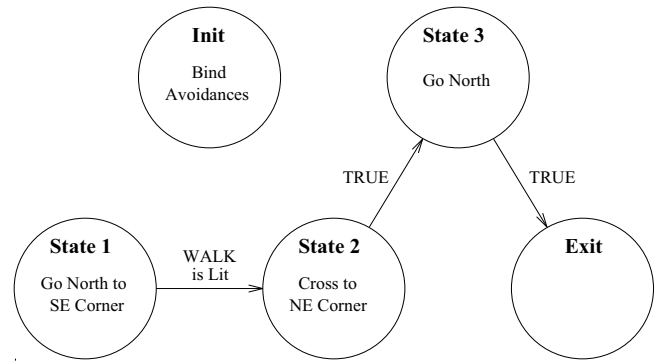 Init
Bind
Avoidances
State 3
Go North
TRUE
TRUE
State 1
Go North to
SE Corner
WALK
is Lit
State 2
Cross to
NE Corner
Exit